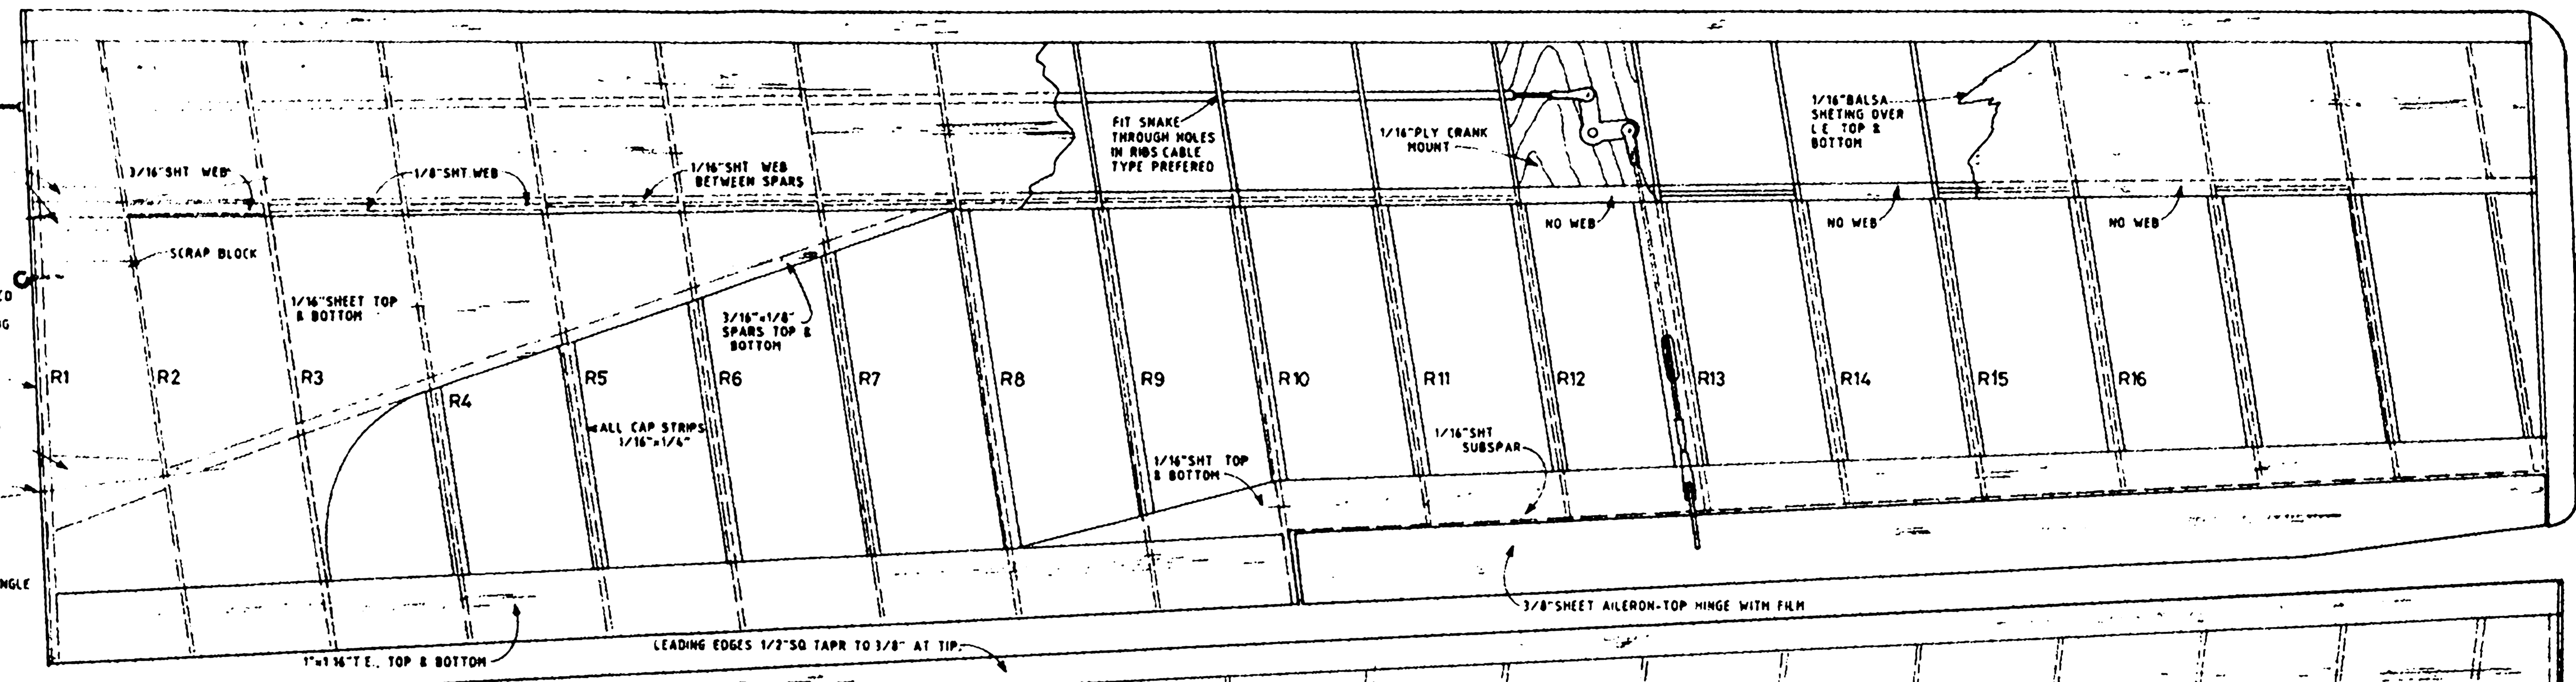 3/16"SHT WEB
1/8"SHT.WEB
1/16"SHT WEB
BETWEEN SPARS
FIT SNAKE
THROUGH HOLES
IN RIBS CABLE
TYPE PREFERED
1/16"PLY CRANK
MOUNT
1/16"BALSA
SHETING OVER
L.E. TOP &
BOTTOM
NO WEB
NO WEB
NO WEB
SCRAP BLOCK
1/16"SHEET TOP
& BOTTOM
3/16"x1/8"
SPARS TOP &
BOTTOM
R1
R2
R3
R4
R5
R6
R7
R8
R9
R10
R11
R12
R13
R14
R15
R16
ALL CAP STRIPS
1/16"x1/4"
1/16"SHT TOP
& BOTTOM
1/16"SHT
SUBSPAR
NGLE
3/8"SHEET AILERON-TOP HINGE WITH FILM
LEADING EDGES 1/2"SQ TAPR TO 3/8" AT TIP.
T.E., TOP & BOTTOM